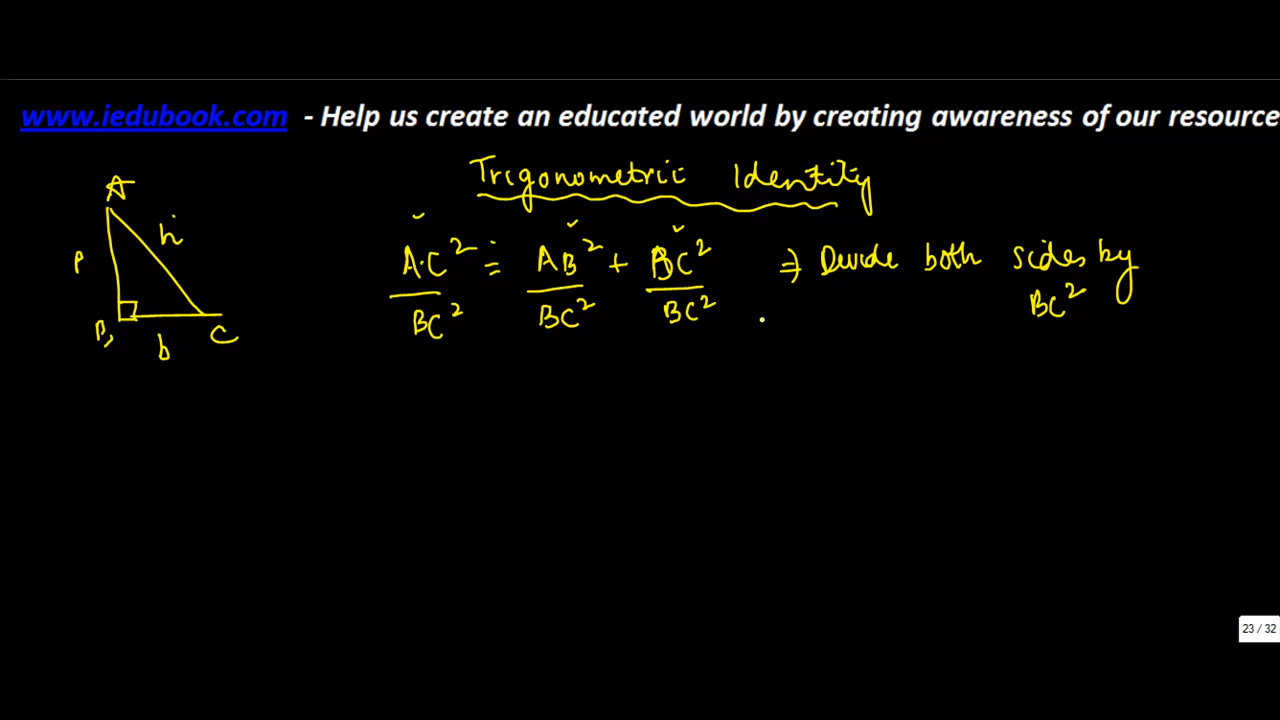 www.iedubook.com - Help us create an educated world by creating awareness of our resource
Trigonometric Identity
A
h
P
B
b
C
AC² = AB² + BC² ⇒ Divide both sides by
BC² BC² BC² BC²
23 / 32